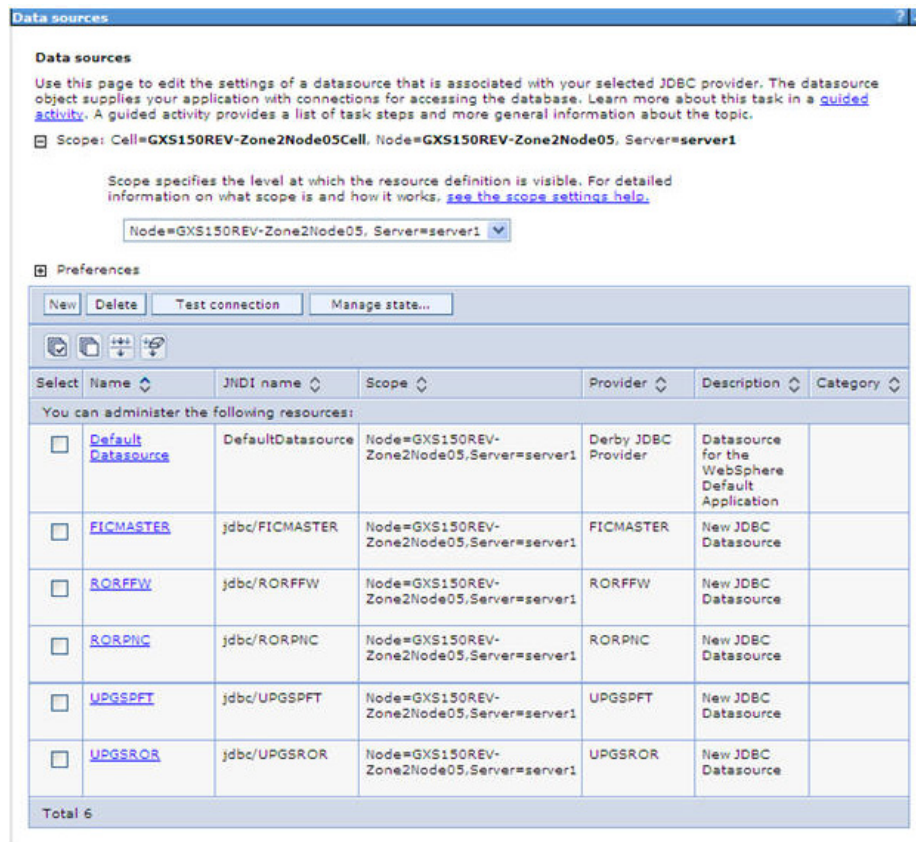 Data sources
?
Data sources
Use this page to edit the settings of a datasource that is associated with your selected JDBC provider. The datasource
object supplies your application with connections for accessing the database. Learn more about this task in a guided
activity. A guided activity provides a list of task steps and more general information about the topic.
Scope: Cell=GXS150REV-Zone2Node05Cell, Node=GXS150REV-Zone2Node05, Server=server1
Scope specifies the level at which the resource definition is visible. For detailed
information on what scope is and how it works, see the scope settings help.
Node=GXS150REV-Zone2Node05, Server=server1
Preferences
New Delete Test connection Manage state...
Select Name JNDI name Scope Provider Description Category
You can administer the following resources:
Default Datasource DefaultDatasource Node=GXS150REV-Zone2Node05,Server=server1 Derby JDBC Provider Datasource for the WebSphere Default Application
FICMASTER jdbc/FICMASTER Node=GXS150REV-Zone2Node05,Server=server1 FICMASTER New JDBC Datasource
RORFFW jdbc/RORFFW Node=GXS150REV-Zone2Node05,Server=server1 RORFFW New JDBC Datasource
RORPNC jdbc/RORPNC Node=GXS150REV-Zone2Node05,Server=server1 RORPNC New JDBC Datasource
UPGSPFT jdbc/UPGSPFT Node=GXS150REV-Zone2Node05,Server=server1 UPGSPFT New JDBC Datasource
UPGSROR jdbc/UPGSROR Node=GXS150REV-Zone2Node05,Server=server1 UPGSROR New JDBC Datasource
Total 6